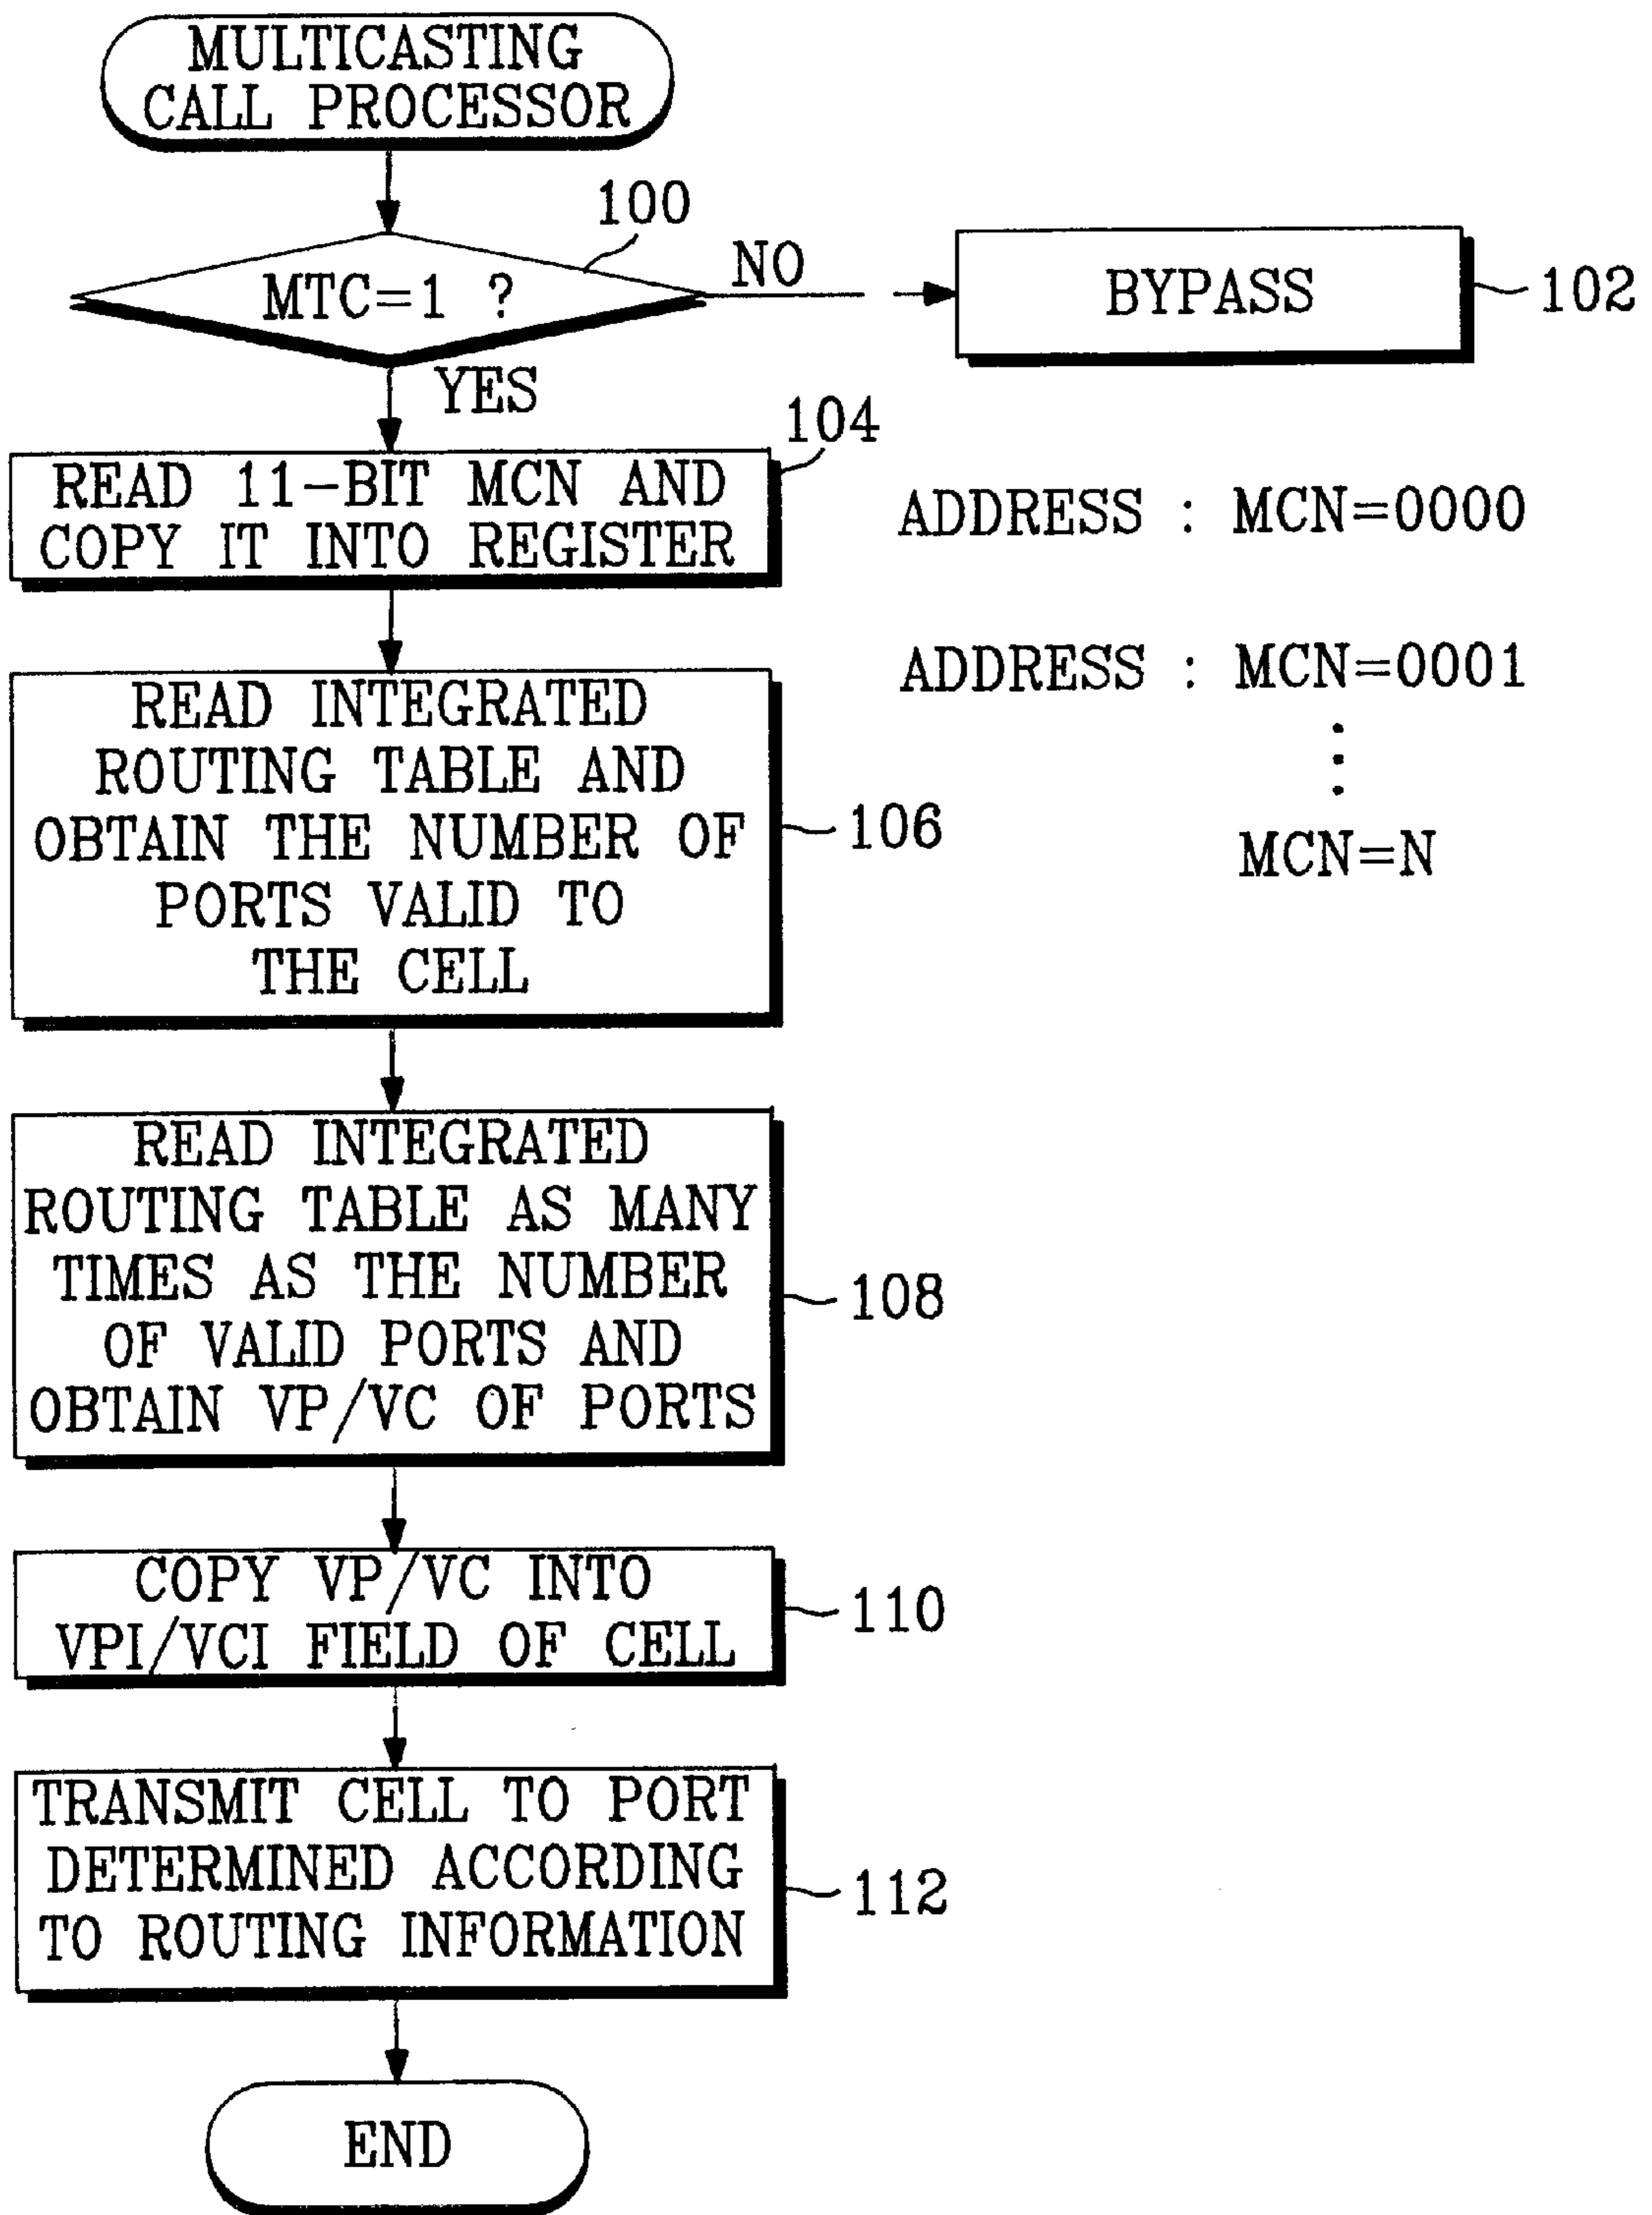 MULTICASTING
CALL PROCESSOR
100
MTC=1 ?
NO
BYPASS
102
YES
104
READ 11-BIT MCN AND
COPY IT INTO REGISTER
ADDRESS : MCN=0000
ADDRESS : MCN=0001
⋮
MCN=N
READ INTEGRATED
ROUTING TABLE AND
OBTAIN THE NUMBER OF
PORTS VALID TO
THE CELL
106
READ INTEGRATED
ROUTING TABLE AS MANY
TIMES AS THE NUMBER
OF VALID PORTS AND
OBTAIN VP/VC OF PORTS
108
COPY VP/VC INTO
VPI/VCI FIELD OF CELL
110
TRANSMIT CELL TO PORT
DETERMINED ACCORDING
TO ROUTING INFORMATION
112
END